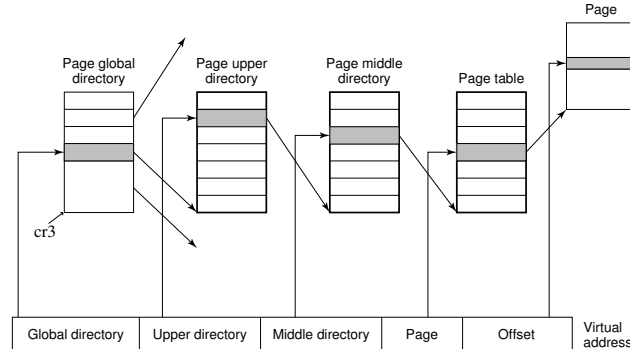 Page
Page global
directory
Page upper
directory
Page middle
directory
Page table
cr3
Global directory
Upper directory
Middle directory
Page
Offset
Virtual
address